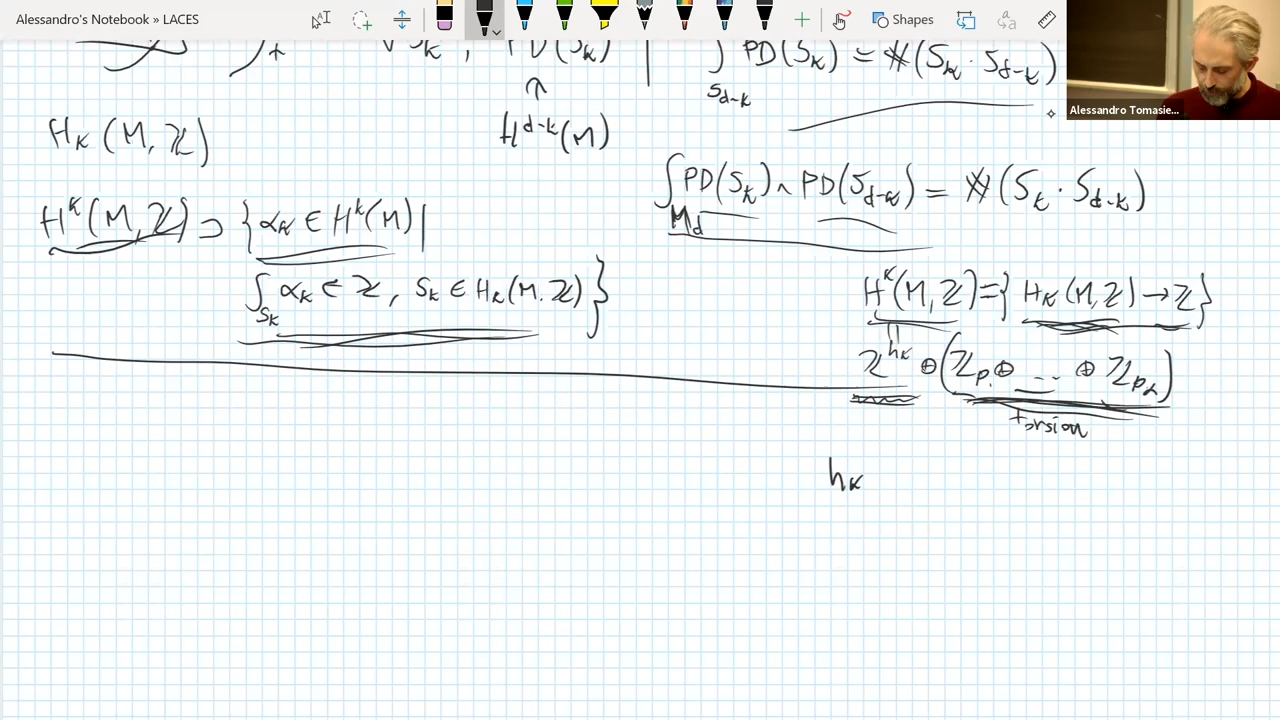 Alessandro's Notebook » LACES
Shapes
Alessandro Tomasie...
PD(S_k)
∫_{S_{d-k}} PD(S_k) = #(S_k · S_{d-k})
↑
H_k(M, ℤ)
H^{d-k}(M)
∫_{M_d} PD(S_k) ∧ PD(S_{d-k}) = #(S_k · S_{d-k})
H^k(M, ℤ) ⊃ {α_k ∈ H^k(M) |
∫_{S_k} α_k ∈ ℤ, S_k ∈ H_k(M, ℤ)}
H^k(M, ℤ) = {H_k(M, ℤ) → ℤ}
ℤ^{h_k} ⊕ (ℤ_{p_1} ⊕ ... ⊕ ℤ_{p_2})
torsion
h_k